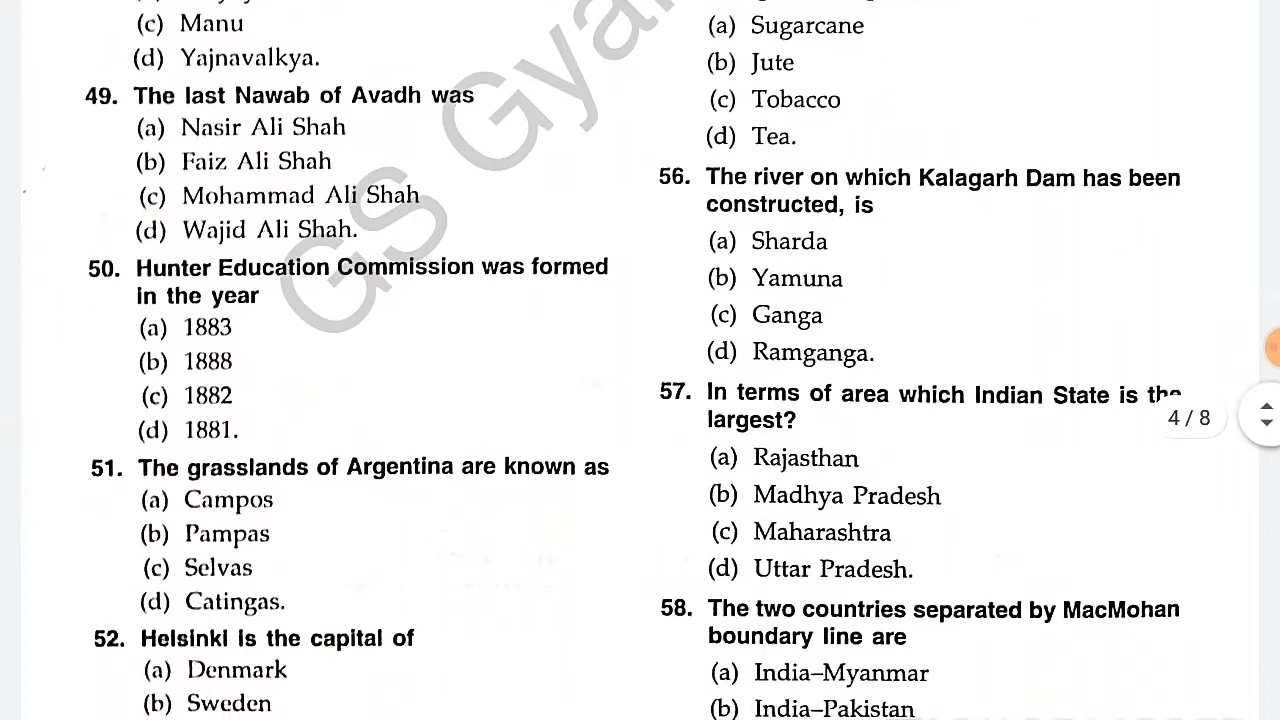 (c) Manu
(d) Yajnavalkya.
49. The last Nawab of Avadh was
(a) Nasir Ali Shah
(b) Faiz Ali Shah
(c) Mohammad Ali Shah
(d) Wajid Ali Shah.
50. Hunter Education Commission was formed
in the year
(a) 1883
(b) 1888
(c) 1882
(d) 1881.
51. The grasslands of Argentina are known as
(a) Campos
(b) Pampas
(c) Selvas
(d) Catingas.
52. Helsinki is the capital of
(a) Denmark
(b) Sweden
(a) Sugarcane
(b) Jute
(c) Tobacco
(d) Tea.
56. The river on which Kalagarh Dam has been
constructed, is
(a) Sharda
(b) Yamuna
(c) Ganga
(d) Ramganga.
57. In terms of area which Indian State is the
largest?
(a) Rajasthan
(b) Madhya Pradesh
(c) Maharashtra
(d) Uttar Pradesh.
58. The two countries separated by MacMohan
boundary line are
(a) India–Myanmar
(b) India–Pakistan
4 / 8
GS Gya